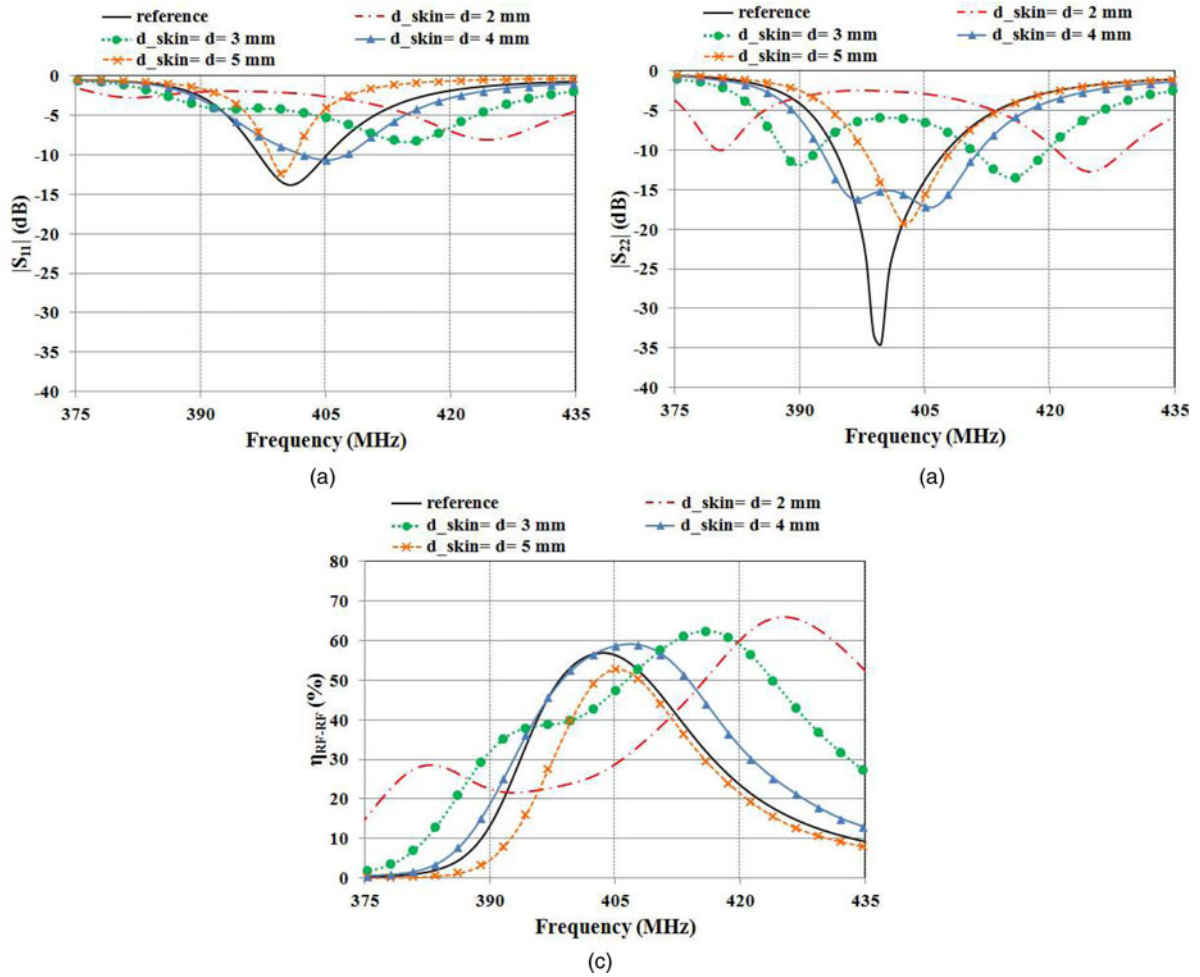 reference
d_skin= d= 2 mm
d_skin= d= 3 mm
d_skin= d= 4 mm
d_skin= d= 5 mm
0
-5
-10
-15
-20
-25
-30
-35
-40
|S11| (dB)
375 390 405 420 435
Frequency (MHz)
(a)
reference
d_skin= d= 2 mm
d_skin= d= 3 mm
d_skin= d= 4 mm
d_skin= d= 5 mm
0
-5
-10
-15
-20
-25
-30
-35
-40
|S22| (dB)
375 390 405 420 435
Frequency (MHz)
(a)
reference
d_skin= d= 2 mm
d_skin= d= 3 mm
d_skin= d= 4 mm
d_skin= d= 5 mm
80
70
60
50
40
30
20
10
0
ηRF-RF (%)
375 390 405 420 435
Frequency (MHz)
(c)